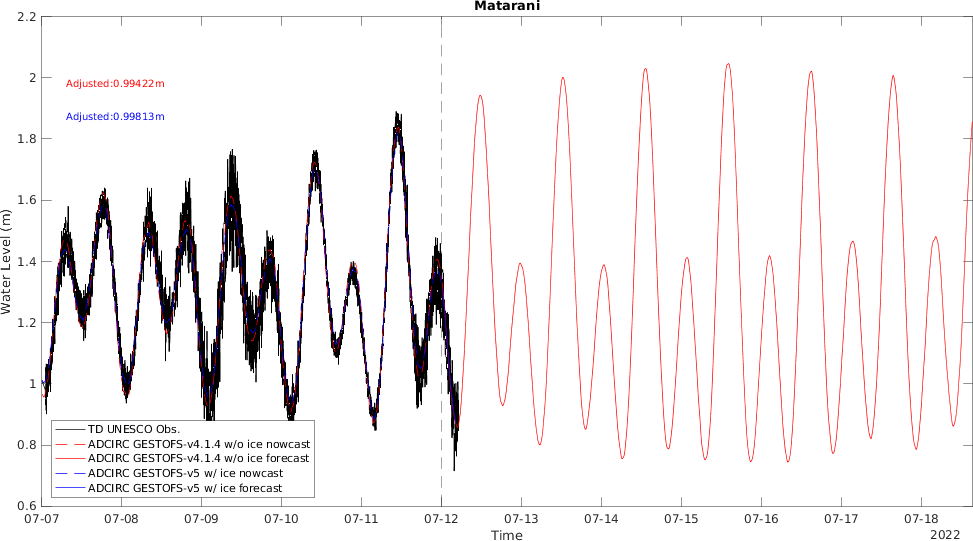 Matarani
2.2
2
1.8
1.6
1.4
1.2
1
0.8
0.6
Water Level (m)
Adjusted:0.99422m
Adjusted:0.99813m
TD UNESCO Obs.
ADCIRC GESTOFS-v4.1.4 w/o ice nowcast
ADCIRC GESTOFS-v4.1.4 w/o ice forecast
ADCIRC GESTOFS-v5 w/ ice nowcast
ADCIRC GESTOFS-v5 w/ ice forecast
07-07 07-08 07-09 07-10 07-11 07-12 07-13 07-14 07-15 07-16 07-17 07-18
Time
2022